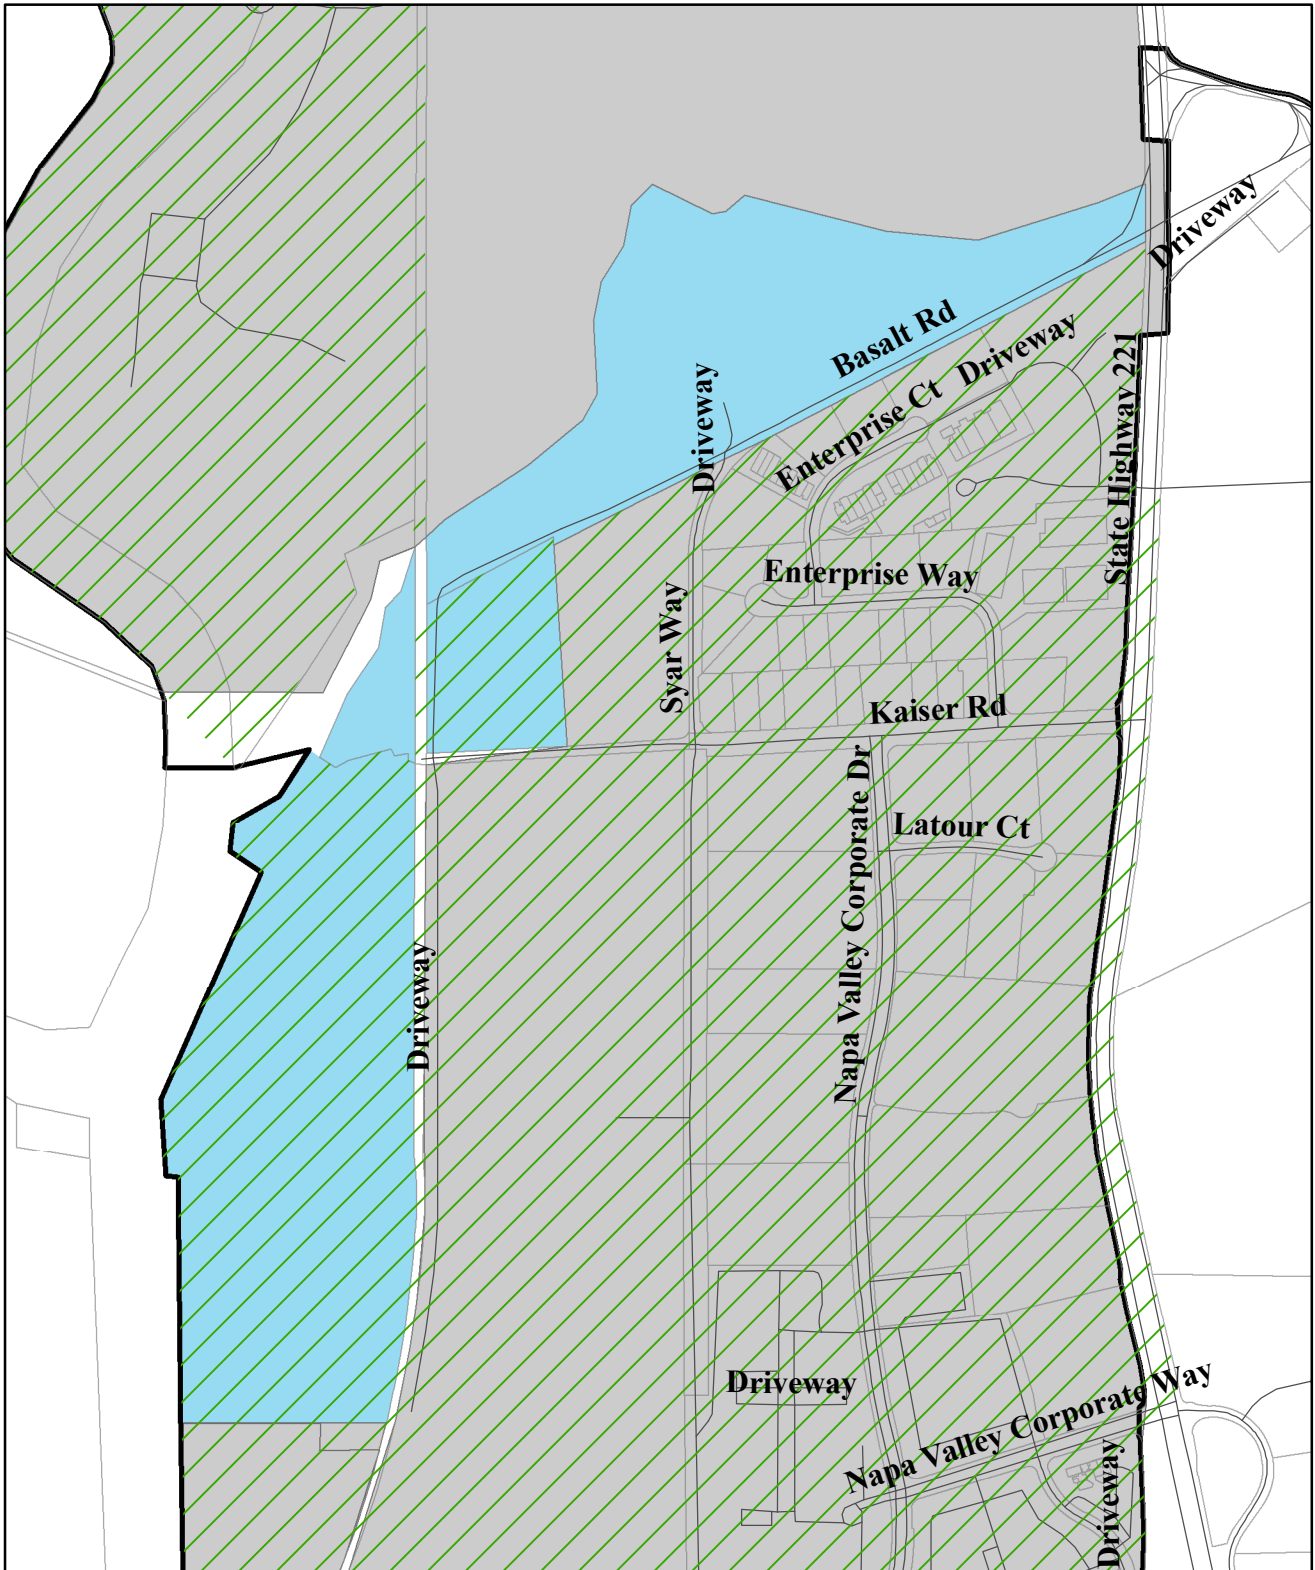 Driveway
Basalt Rd
Driveway
Enterprise Ct
State Highway 221
Driveway
Enterprise Way
Syar Way
Kaiser Rd
Napa Valley Corporate Dr
Latour Ct
Driveway
Driveway
Napa Valley Corporate Way
Driveway